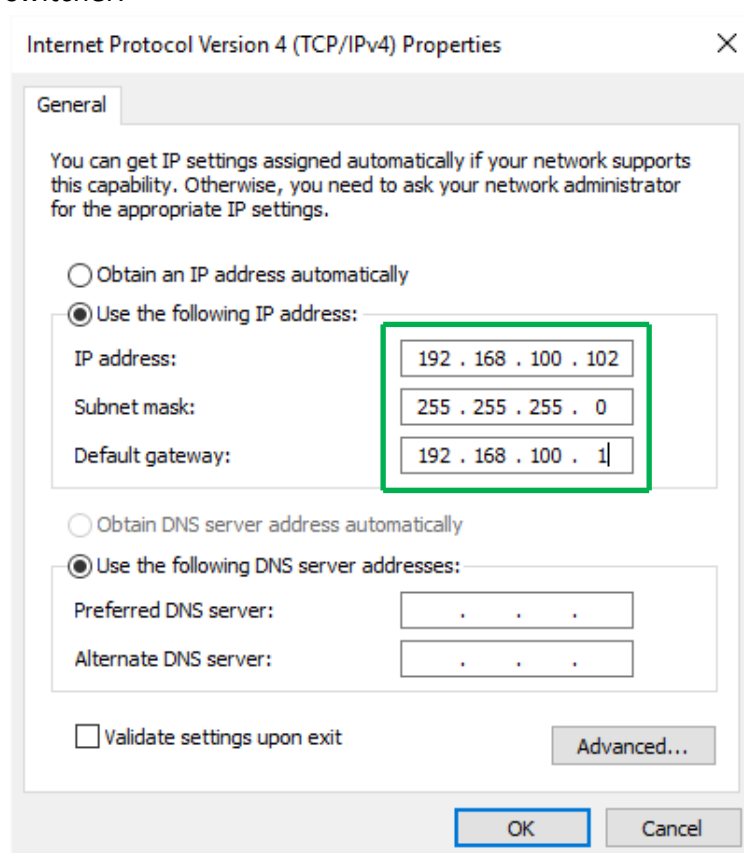 Internet Protocol Version 4 (TCP/IPv4) Properties
General
You can get IP settings assigned automatically if your network supports
this capability. Otherwise, you need to ask your network administrator
for the appropriate IP settings.
Obtain an IP address automatically
Use the following IP address:
IP address: 192 . 168 . 100 . 102
Subnet mask: 255 . 255 . 255 . 0
Default gateway: 192 . 168 . 100 . 1
Obtain DNS server address automatically
Use the following DNS server addresses:
Preferred DNS server: . . .
Alternate DNS server: . . .
Validate settings upon exit
Advanced...
OK Cancel